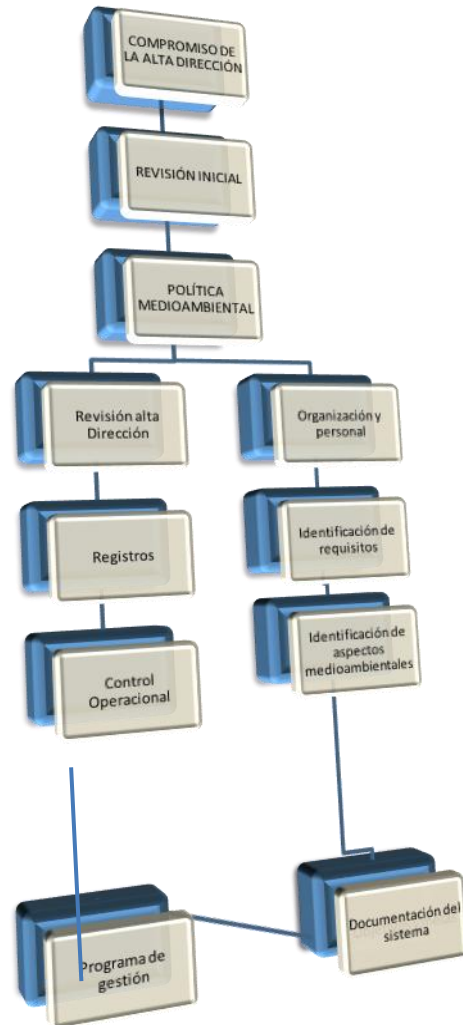 COMPROMISO DE
LA ALTA DIRECCIÓN
REVISIÓN INICIAL
POLÍTICA
MEDIOAMBIENTAL
Revisión alta
Dirección
Organización y
personal
Registros
Identificación de
requisitos
Control
Operacional
Identificación de
aspectos
medioambientales
Programa de
gestión
Documentación del
sistema